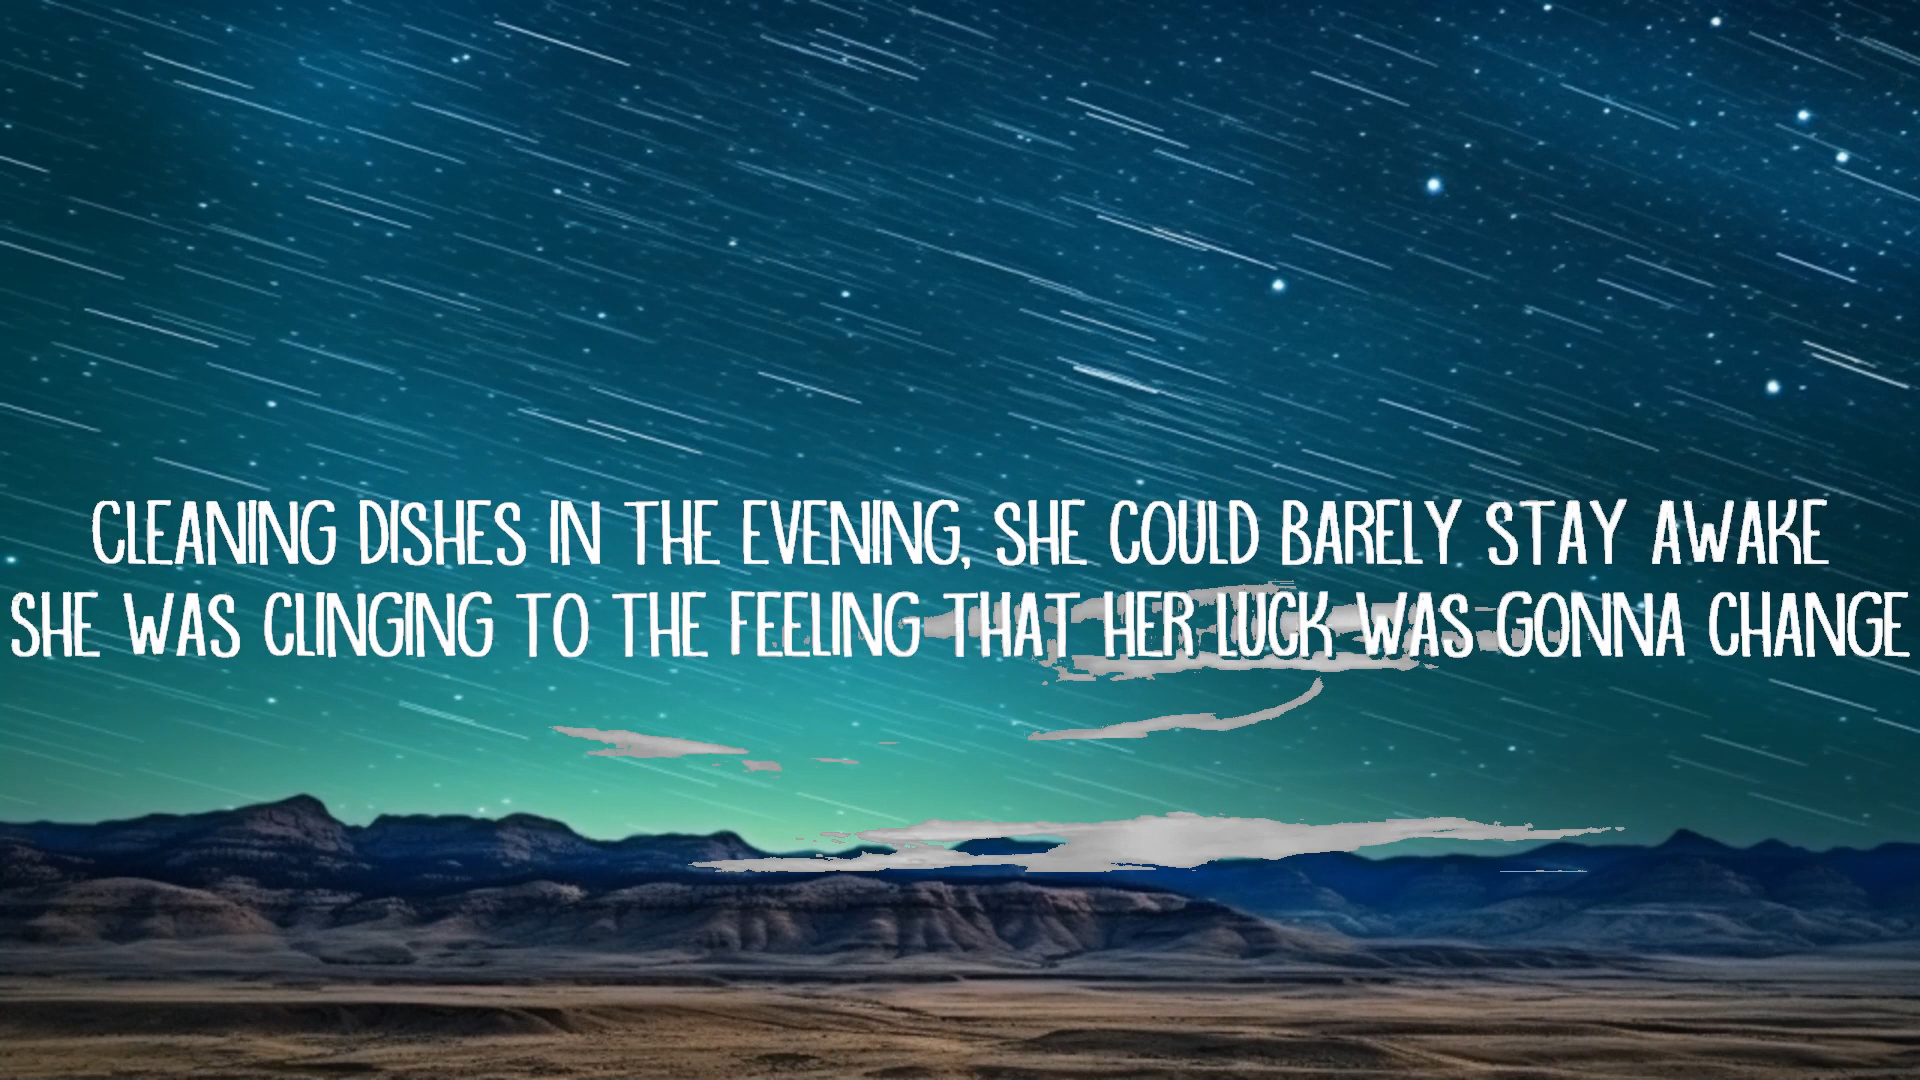 CLEANING DISHES IN THE EVENING, SHE COULD BARELY STAY AWAKE
SHE WAS CLINGING TO THE FEELING THAT HER LUCK WAS GONNA CHANGE